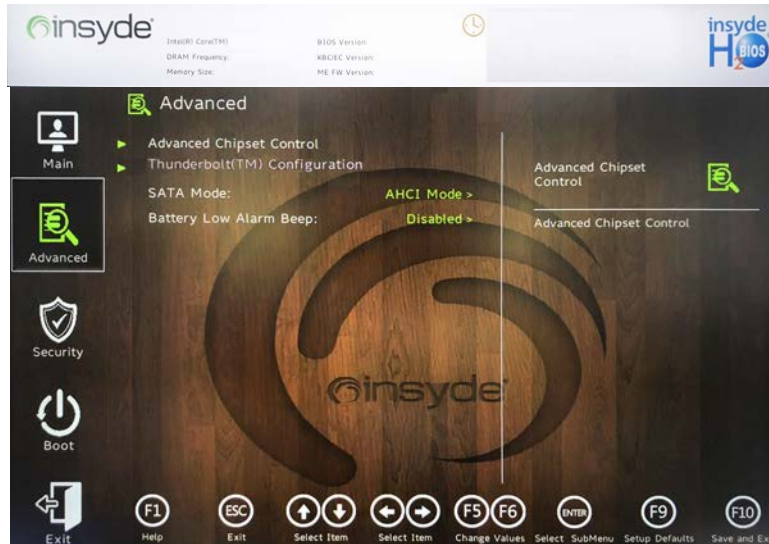 insyde
insyde
H2O BIOS
Intel(R) Core(TM)
BIOS Version:
DRAM Frequency:
KBC/EC Version:
Memory Size:
ME FW Version:
Main
Advanced
Security
Boot
Exit
Advanced
Advanced Chipset Control
Thunderbolt(TM) Configuration
SATA Mode: AHCI Mode >
Battery Low Alarm Beep: Disabled >
Advanced Chipset Control
Advanced Chipset Control
insyde
F1 ESC F5 F6 ENTER F9 F10
Help Exit Select Item Select Item Change Values Select SubMenu Setup Defaults Save and Ex